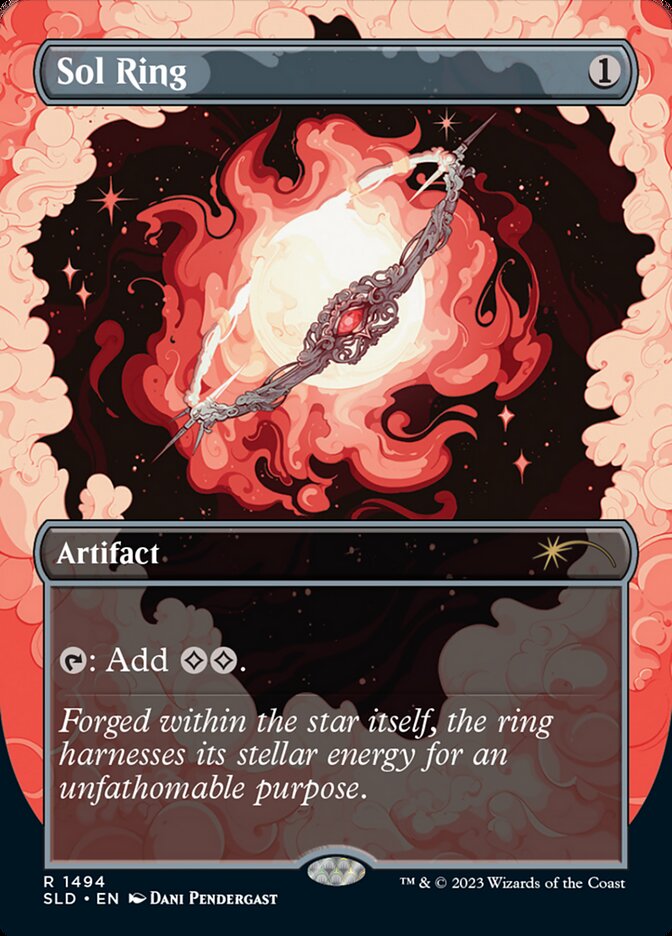 Sol Ring 1
Artifact
: Add .
Forged within the star itself, the ring
harnesses its stellar energy for an
unfathomable purpose.
R 1494
SLD • EN Dani Pendergast
™ & © 2023 Wizards of the Coast